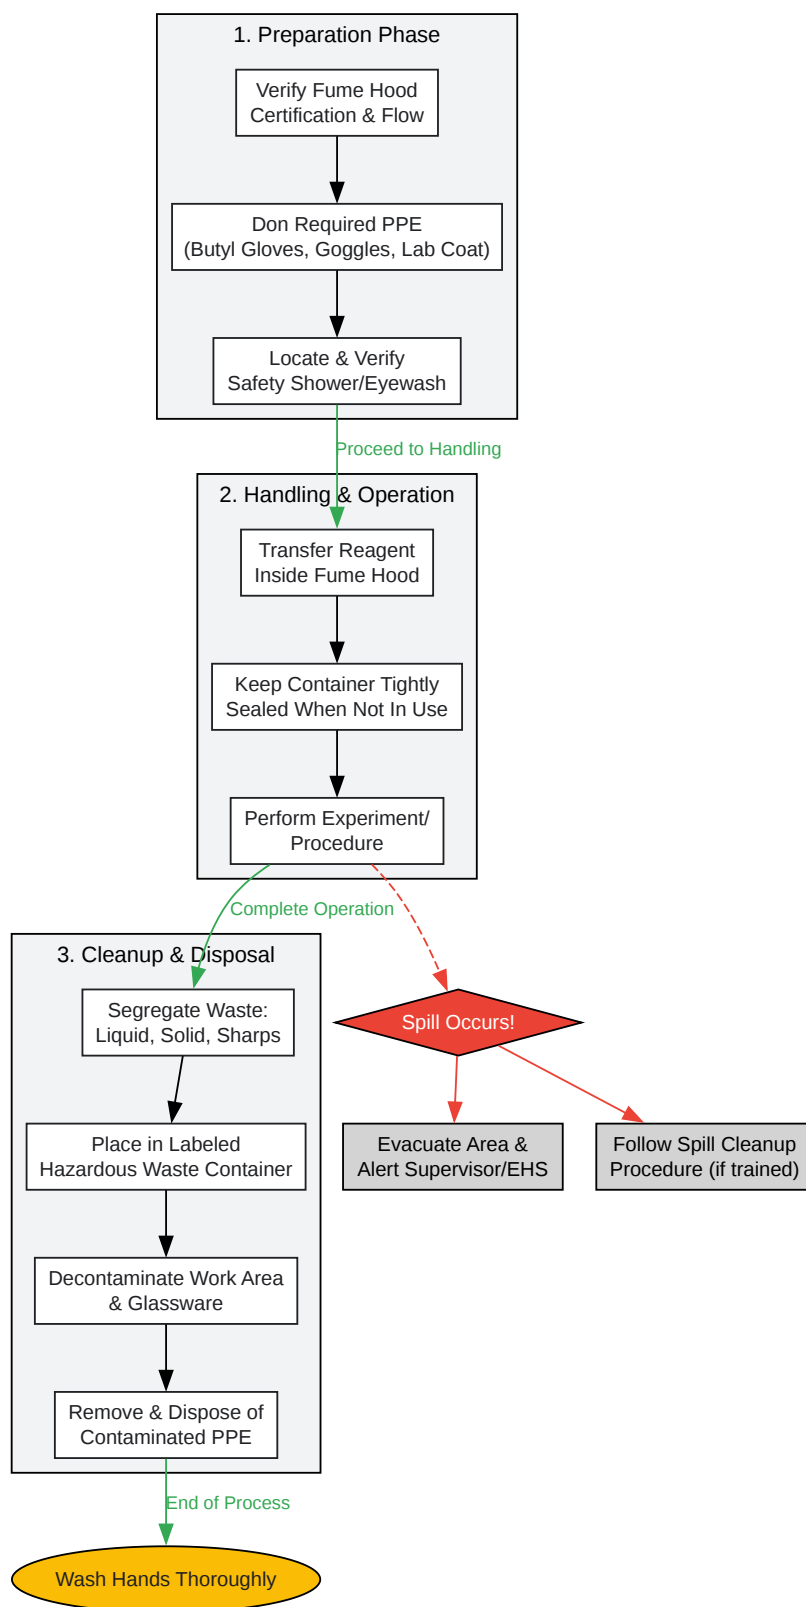 1. Preparation Phase
Verify Fume Hood
Certification & Flow
Don Required PPE
(Butyl Gloves, Goggles, Lab Coat)
Locate & Verify
Safety Shower/Eyewash
Proceed to Handling
2. Handling & Operation
Transfer Reagent
Inside Fume Hood
Keep Container Tightly
Sealed When Not In Use
Perform Experiment/
Procedure
Complete Operation
3. Cleanup & Disposal
Segregate Waste:
Liquid, Solid, Sharps
Spill Occurs!
Place in Labeled
Hazardous Waste Container
Evacuate Area &
Alert Supervisor/EHS
Follow Spill Cleanup
Procedure (if trained)
Decontaminate Work Area
& Glassware
Remove & Dispose of
Contaminated PPE
End of Process
Wash Hands Thoroughly